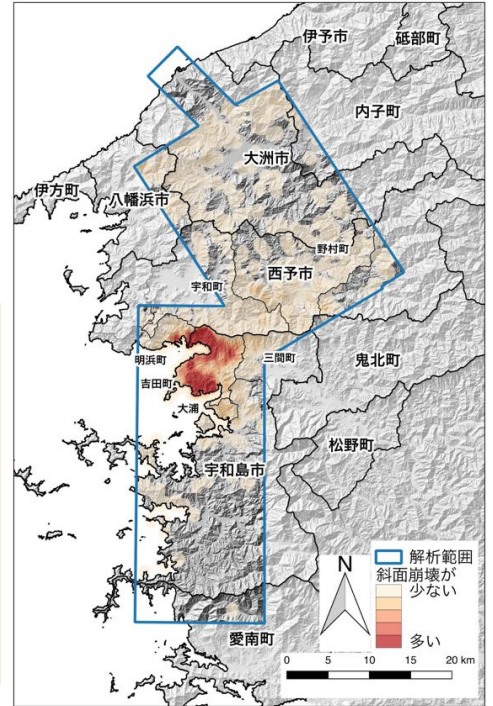 伊予市
砥部町
内子町
大洲市
伊方町
八幡浜市
野村町
西予市
宇和町
明浜町
三間町
鬼北町
吉田町
大浦
松野町
宇和島市
愛南町
N
解析範囲
斜面崩壊が
少ない
多い
0 5 10 15 20 km